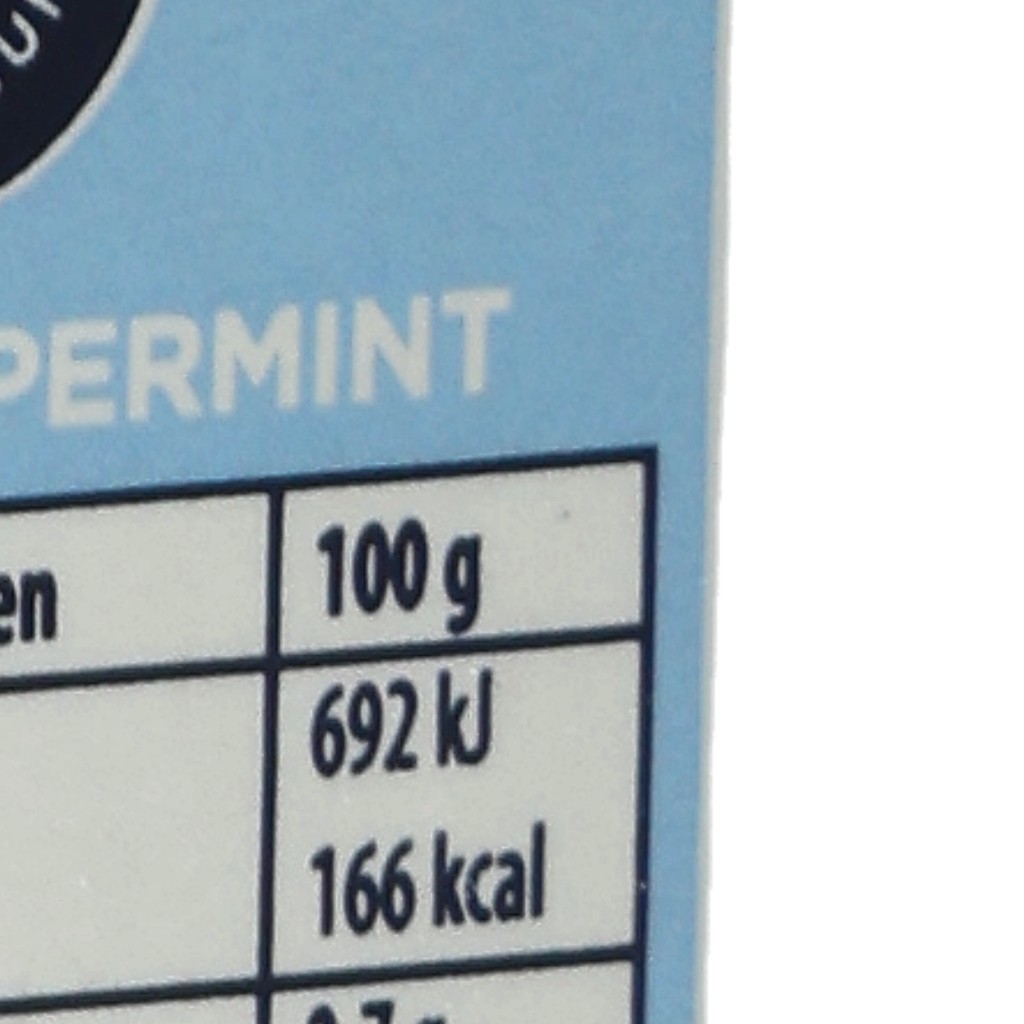 PERMINT
en 100 g
692 kJ
166 kcal